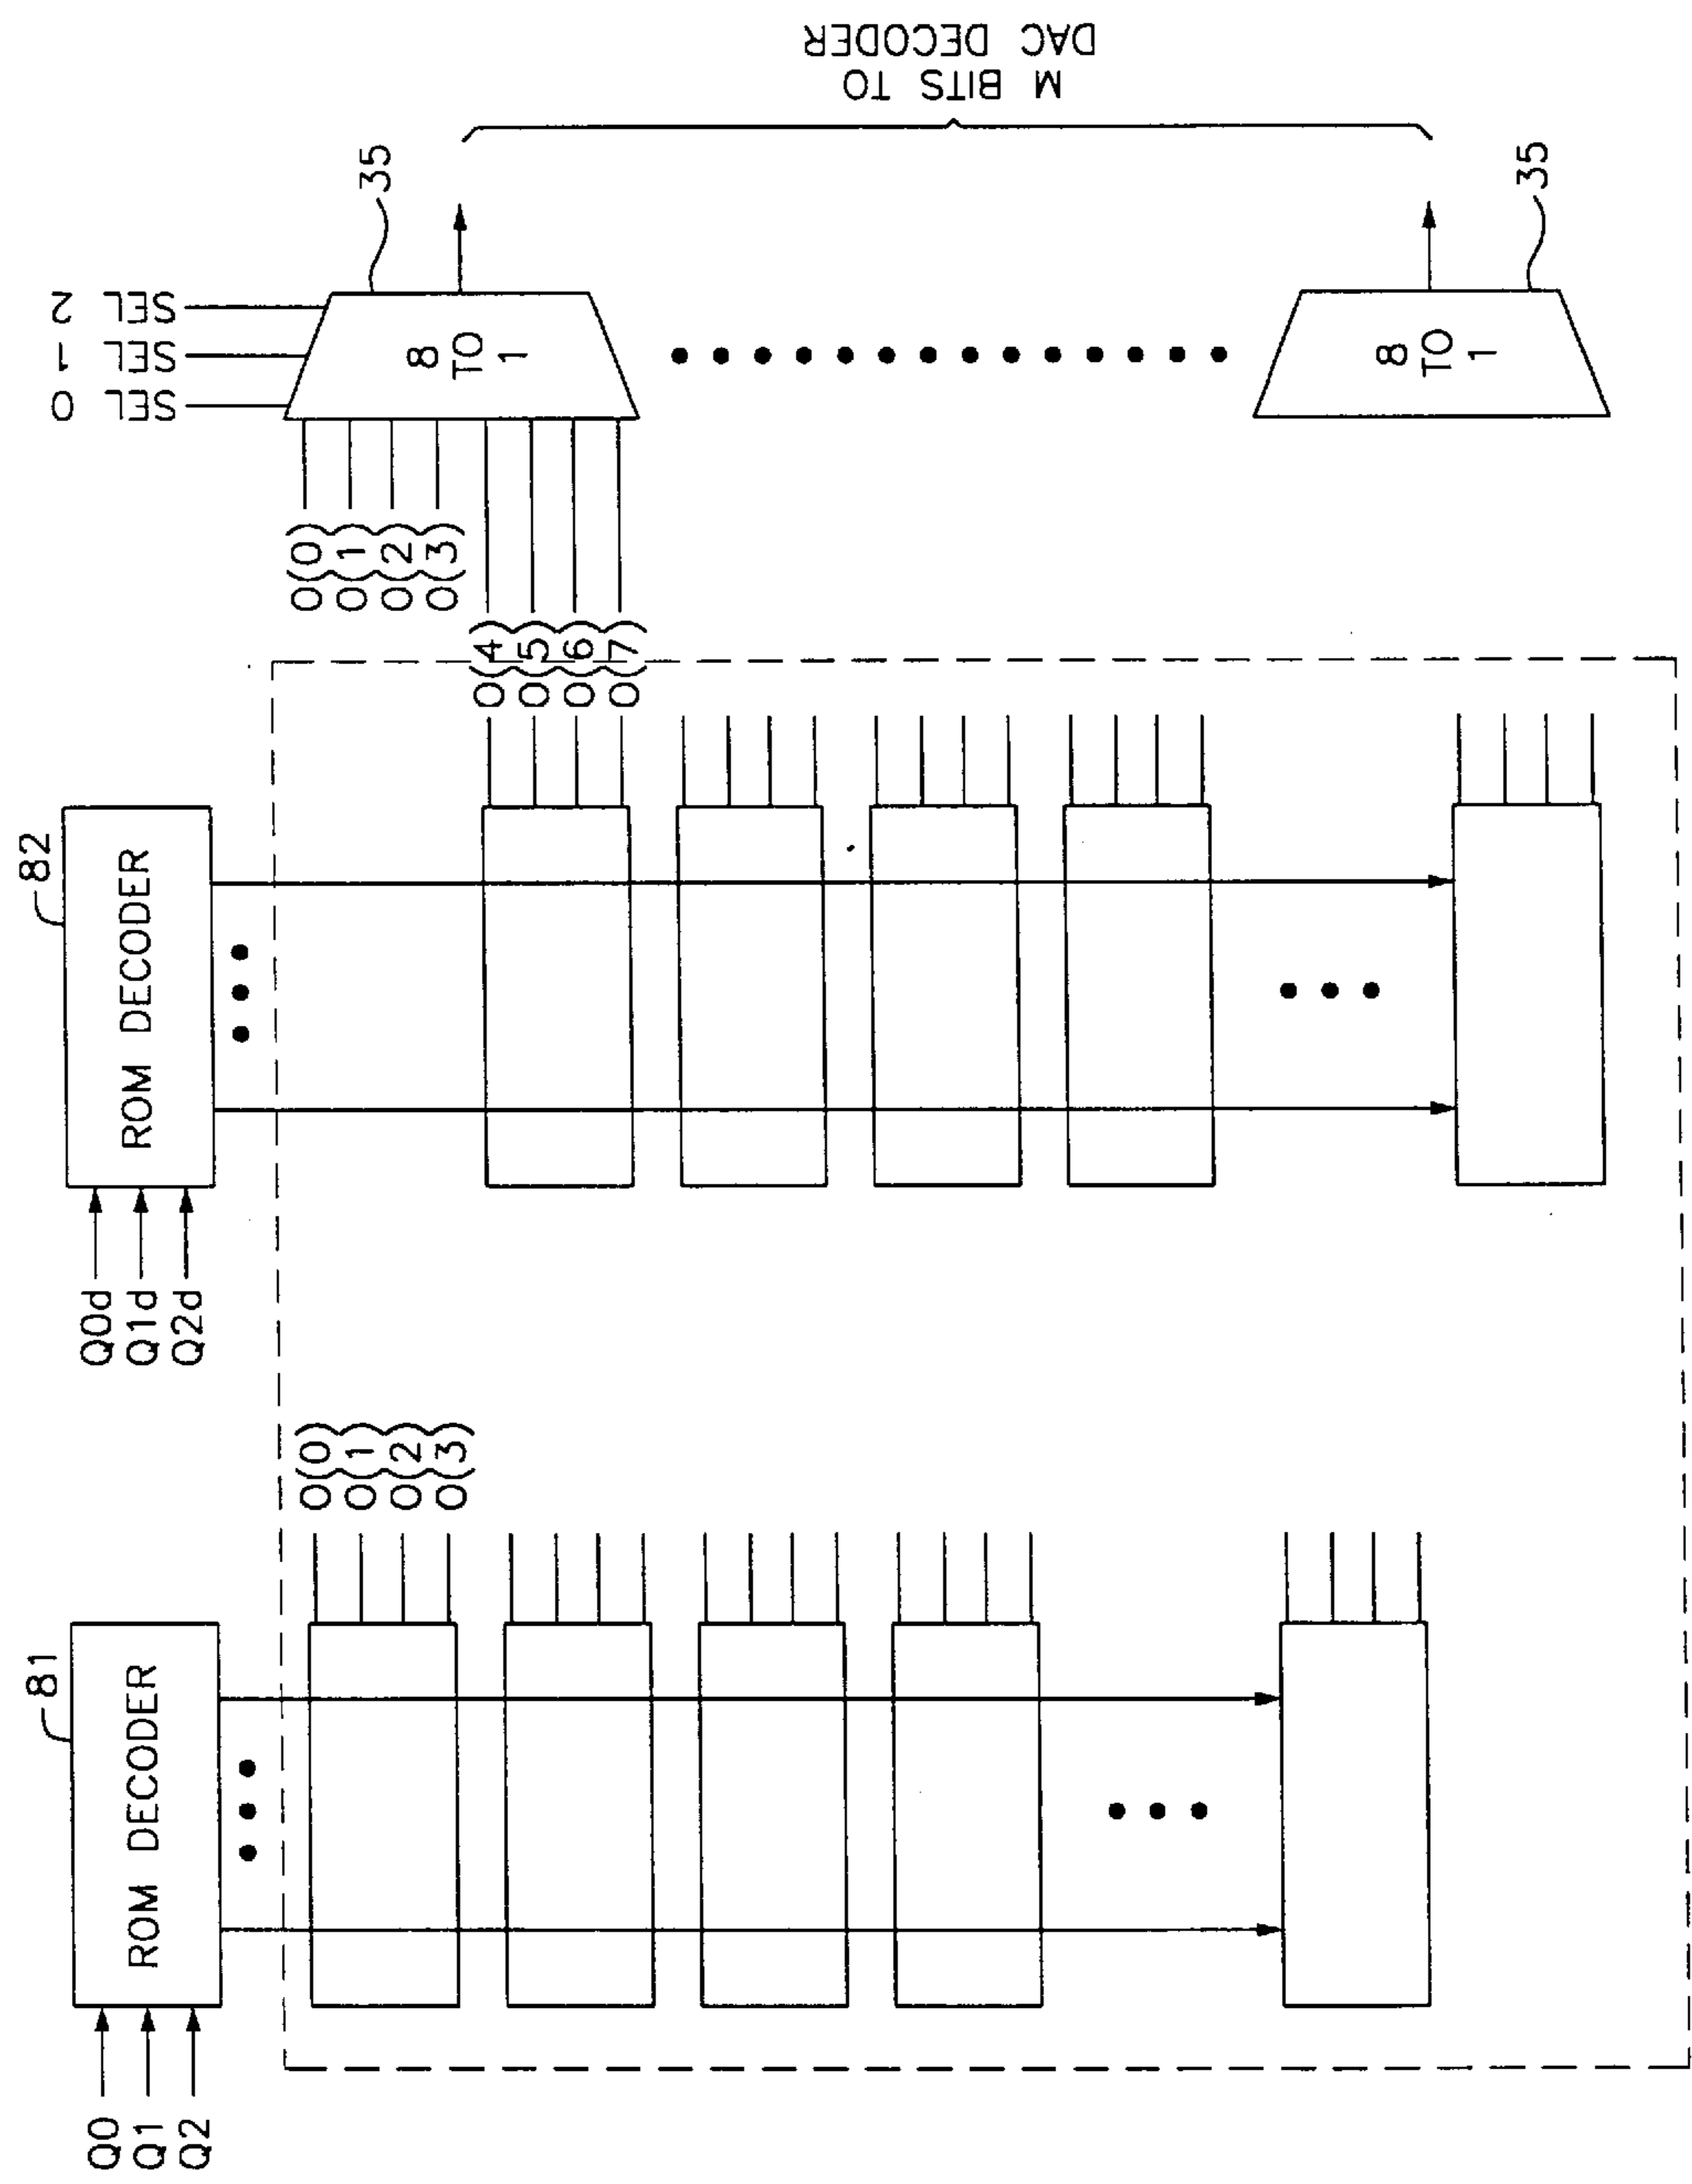 Q0
Q1
Q2
ROM DECODER
81
O(0)
O(1)
O(2)
O(3)
Q0d
Q1d
Q2d
ROM DECODER
82
O(4)
O(5)
O(6)
O(7)
O(0)
O(1)
O(2)
O(3)
SEL 0
SEL 1
SEL 2
8
TO
1
35
8
TO
1
35
M BITS TO
DAC DECODER